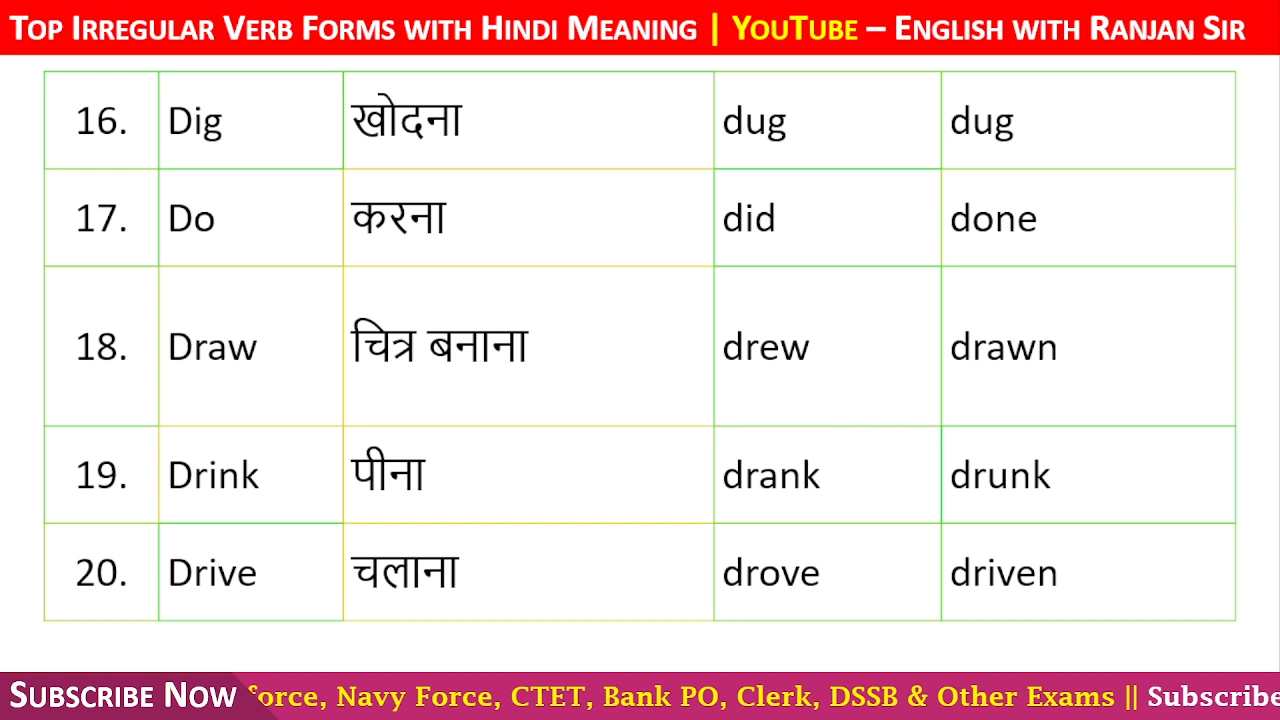 TOP IRREGULAR VERB FORMS WITH HINDI MEANING | YOUTUBE – ENGLISH WITH RANJAN SIR
16. Dig खोदना dug dug
17. Do करना did done
18. Draw चित्र बनाना drew drawn
19. Drink पीना drank drunk
20. Drive चलाना drove driven
SUBSCRIBE NOW force, Navy Force, CTET, Bank PO, Clerk, DSSB & Other Exams || Subscribe